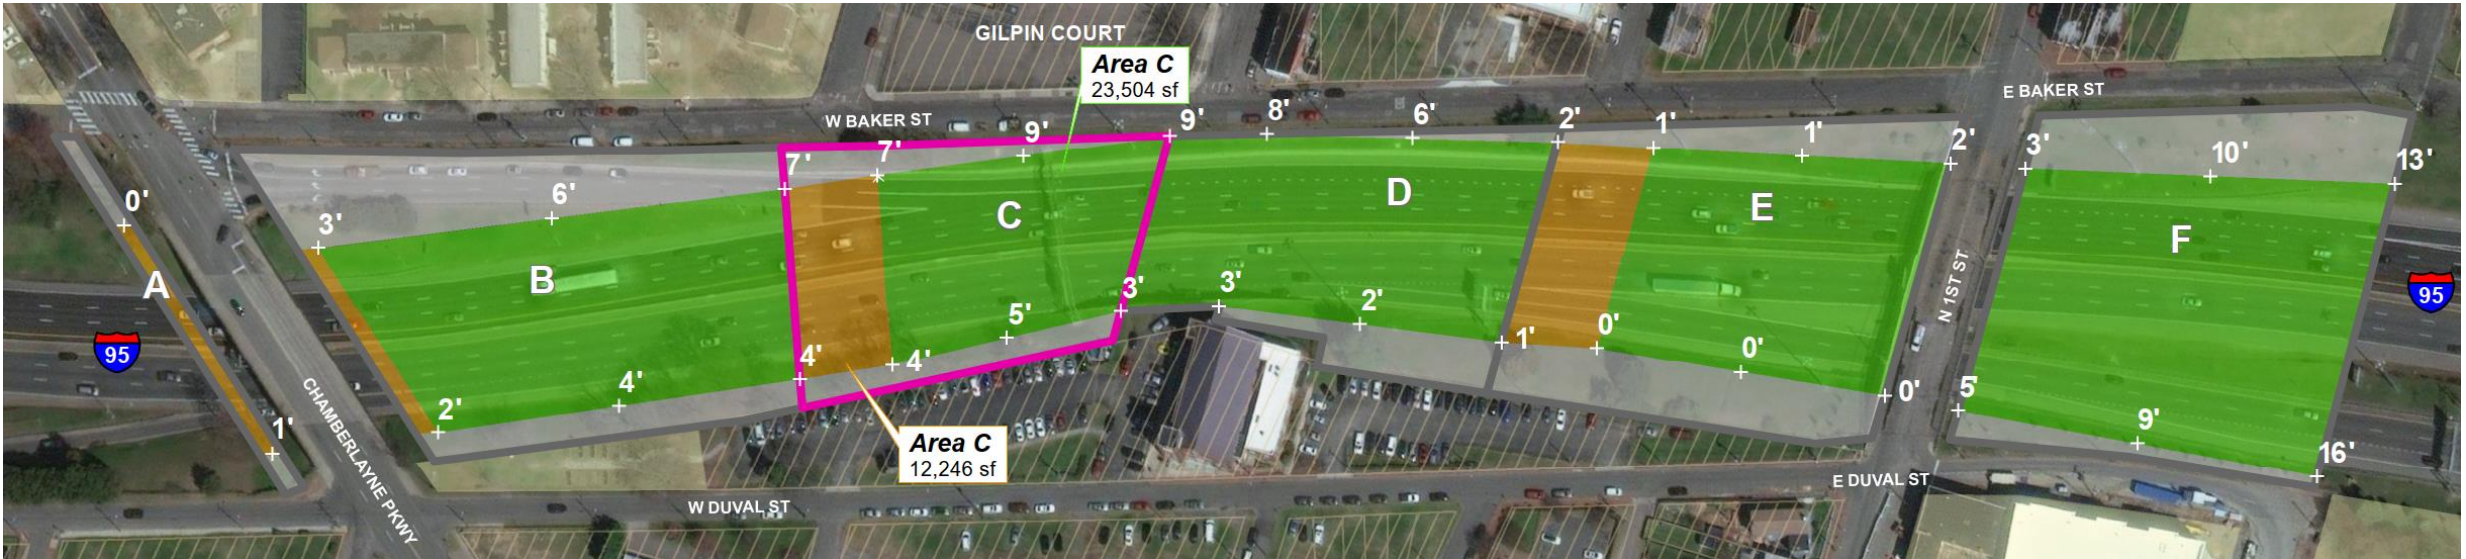 GILPIN COURT
Area C
23,504 sf
E BAKER ST
W BAKER ST
9'
8'
6'
2'
1'
1'
2'
3'
10'
13'
7'
7'
9'
0'
3'
6'
A
B
C
D
E
F
95
95
N 1ST ST
2'
4'
4'
4'
5'
3'
3'
2'
1'
0'
0'
0'
5'
9'
16'
1'
CHAMBERLAYNE PKWY
Area C
12,246 sf
W DUVAL ST
E DUVAL ST